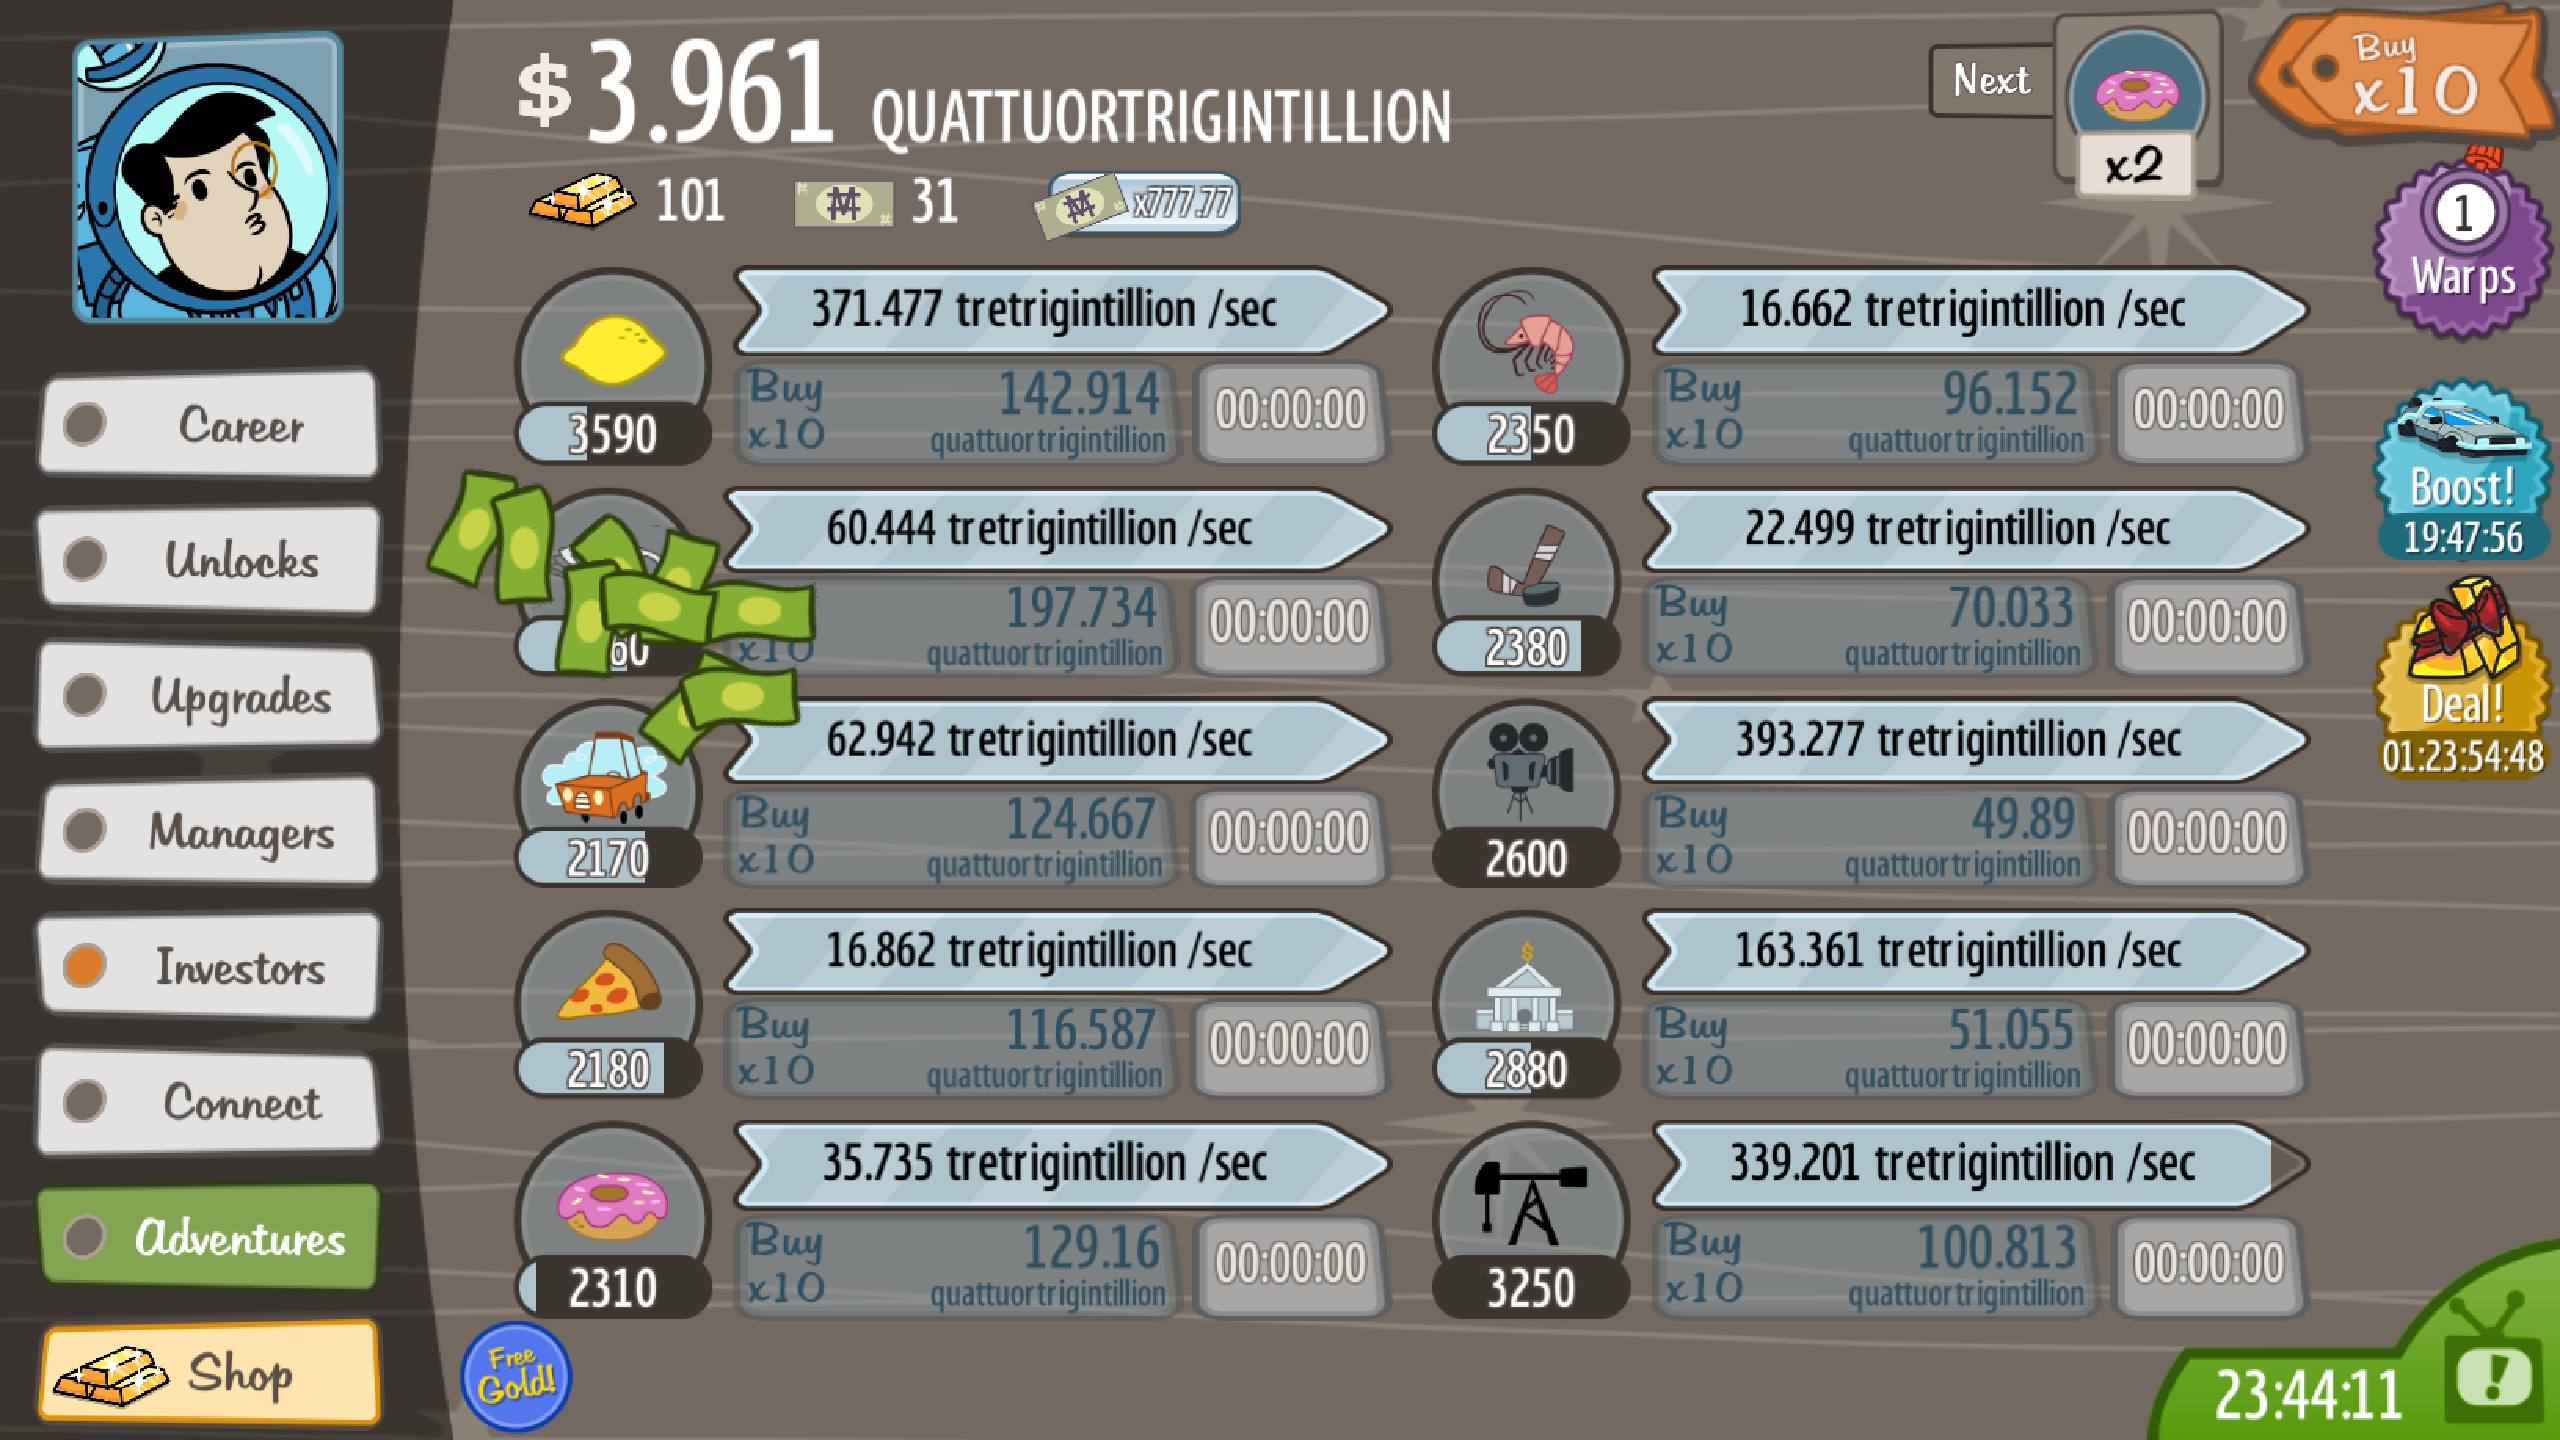 $3.961 QUATTUORTRIGINTILLION
101
31
x777.77
Next
x2
Buy
x10
1
Warps
Boost!
19:47:56
Deal!
01:23:54:48
Career
Unlocks
Upgrades
Managers
Investors
Connect
Adventures
Shop
371.477 tretrigintillion /sec
3590
Buy
x10
142.914
quattuortrigintillion
00:00:00
16.662 tretrigintillion /sec
2350
Buy
x10
96.152
quattuortrigintillion
00:00:00
60.444 tretrigintillion /sec
x10
197.734
quattuortrigintillion
00:00:00
22.499 tretrigintillion /sec
2380
Buy
x10
70.033
quattuortrigintillion
00:00:00
62.942 tretrigintillion /sec
2170
Buy
x10
124.667
quattuortrigintillion
00:00:00
393.277 tretrigintillion /sec
2600
Buy
x10
49.89
quattuortrigintillion
00:00:00
16.862 tretrigintillion /sec
2180
Buy
x10
116.587
quattuortrigintillion
00:00:00
163.361 tretrigintillion /sec
2880
Buy
x10
51.055
quattuortrigintillion
00:00:00
35.735 tretrigintillion /sec
2310
Buy
x10
129.16
quattuortrigintillion
00:00:00
339.201 tretrigintillion /sec
3250
Buy
x10
100.813
quattuortrigintillion
00:00:00
Free
Gold!
23:44:11